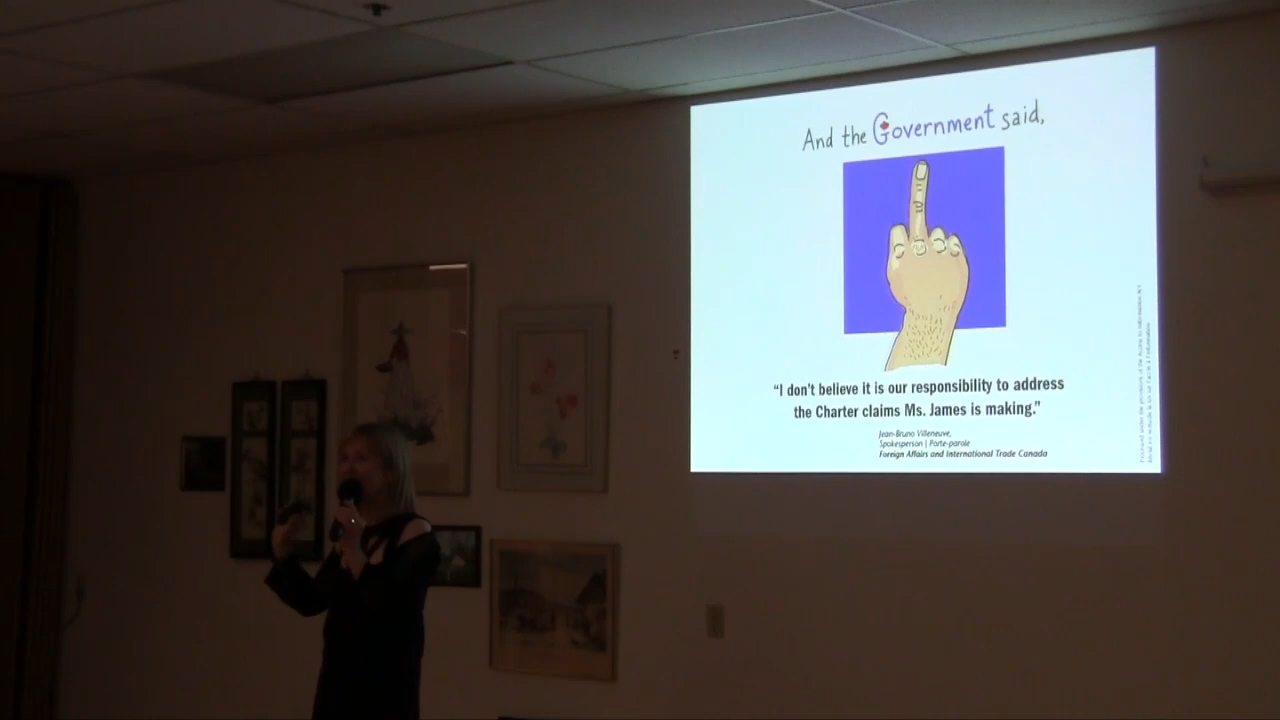 And the Government said,
“I don't believe it is our responsibility to address
the Charter claims Ms. James is making.”
Jean-Bruno Villeneuve,
Spokesperson | Porte-parole
Foreign Affairs and International Trade Canada